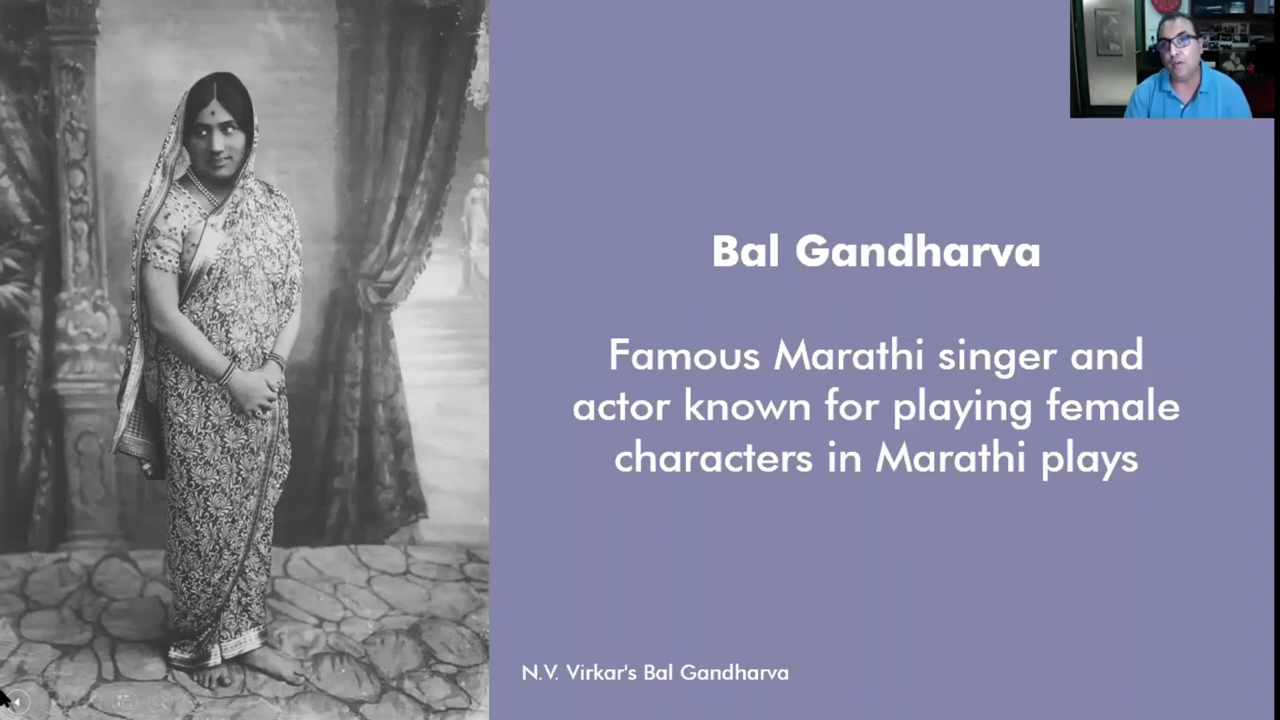 Bal Gandharva
Famous Marathi singer and
actor known for playing female
characters in Marathi plays
N.V. Virkar's Bal Gandharva